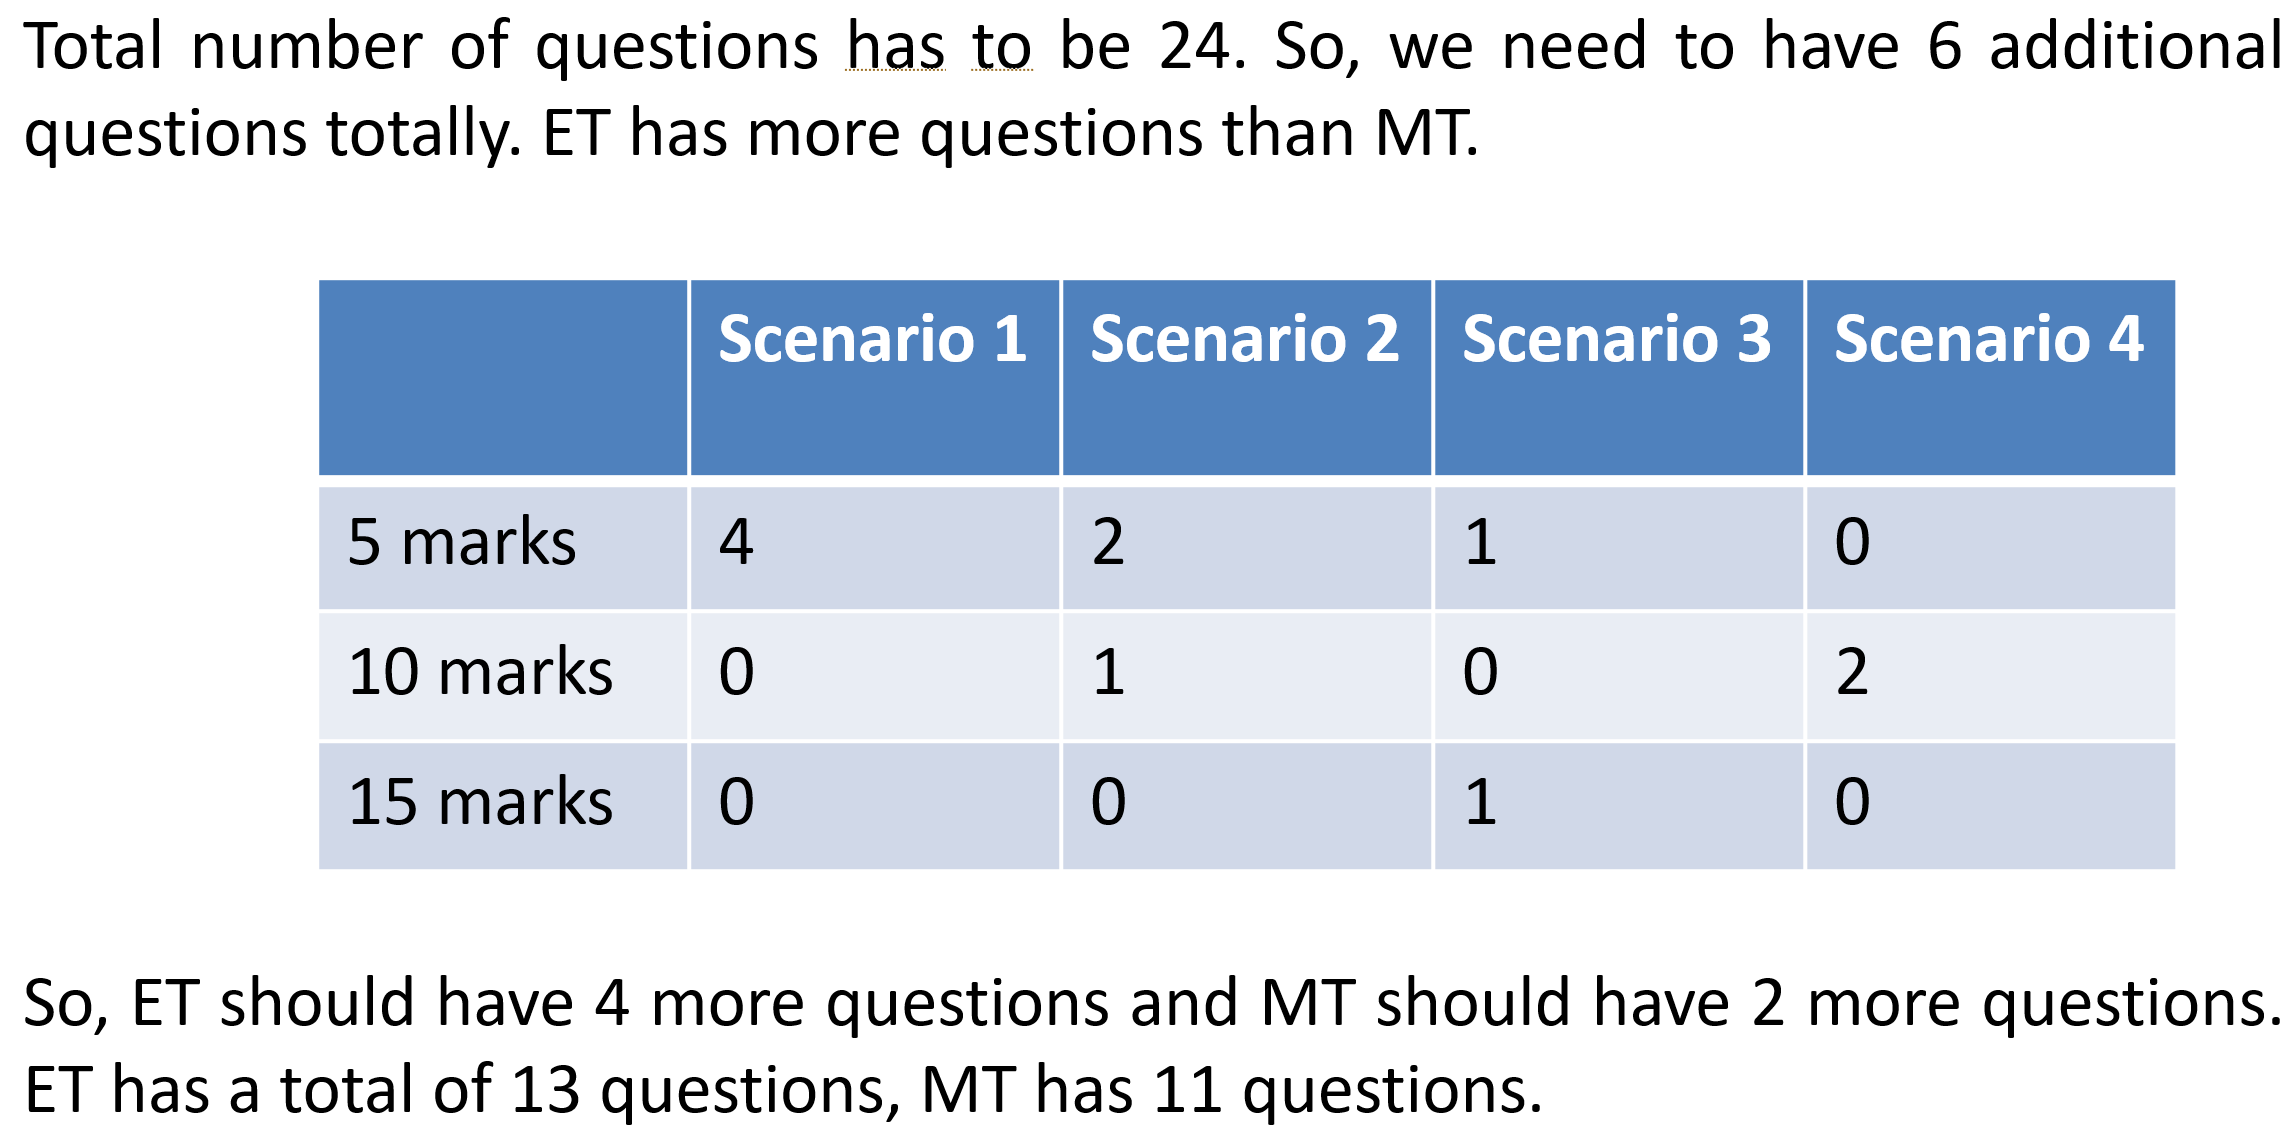 Total number of questions has to be 24. So, we need to have 6 additional
questions totally. ET has more questions than MT.
Scenario 1 Scenario 2 Scenario 3 Scenario 4
5 marks 4 2 1 0
10 marks 0 1 0 2
15 marks 0 0 1 0
So, ET should have 4 more questions and MT should have 2 more questions.
ET has a total of 13 questions, MT has 11 questions.